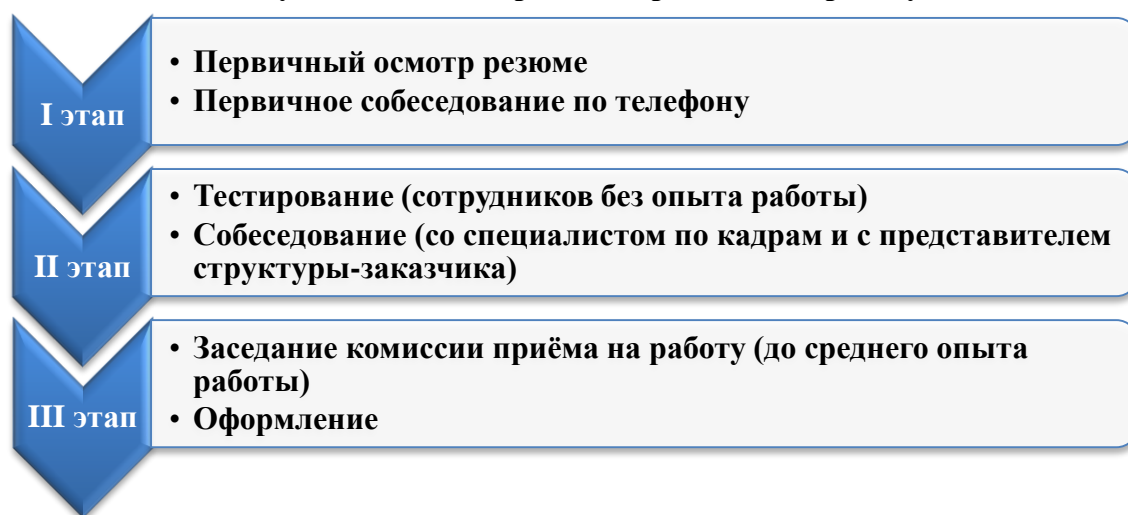 I этап
• Первичный осмотр резюме
• Первичное собеседование по телефону
II этап
• Тестирование (сотрудников без опыта работы)
• Собеседование (со специалистом по кадрам и с представителем
структуры-заказчика)
III этап
• Заседание комиссии приёма на работу (до среднего опыта
работы)
• Оформление